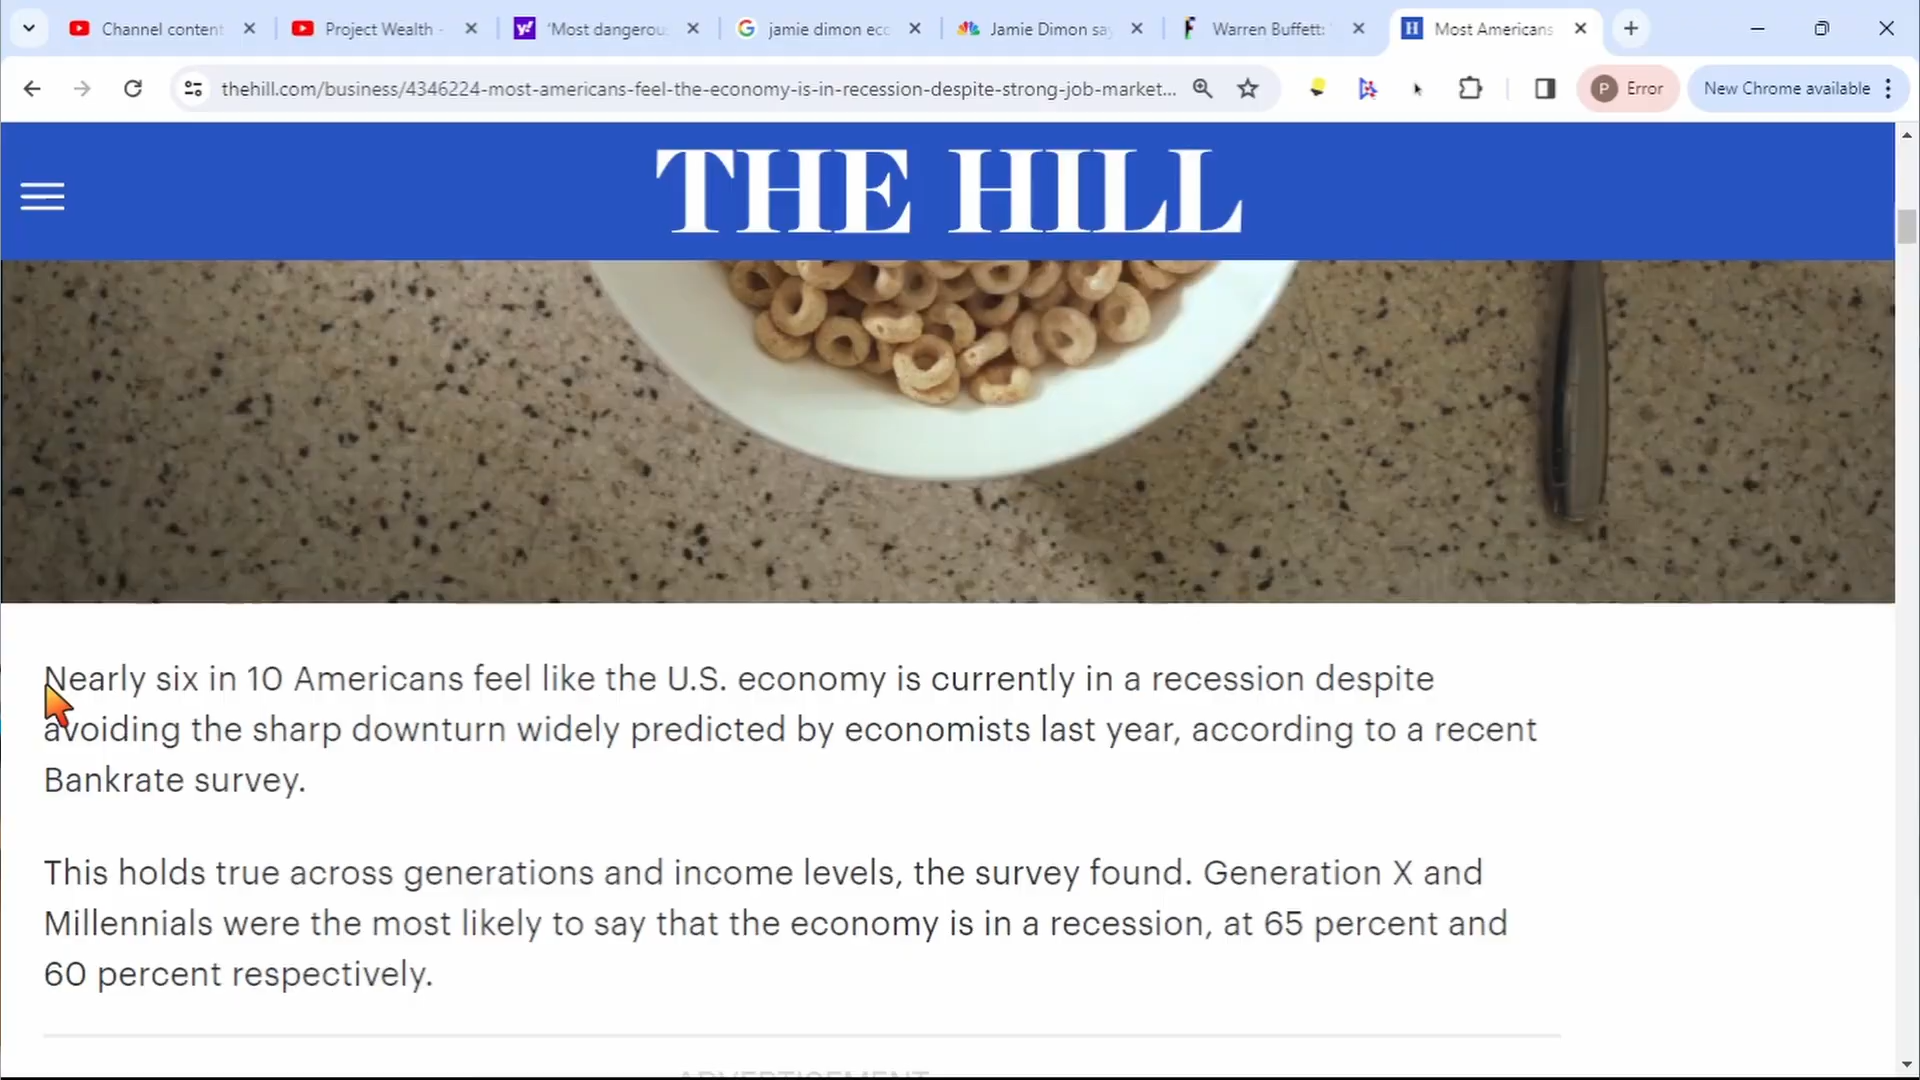 Channel content
Project Wealth -
'Most dangerou
jamie dimon eco
Jamie Dimon sa
Warren Buffett: '
Most Americans
thehill.com/business/4346224-most-americans-feel-the-economy-is-in-recession-despite-strong-job-market...
P Error
New Chrome available
THE HILL
Nearly six in 10 Americans feel like the U.S. economy is currently in a recession despite
avoiding the sharp downturn widely predicted by economists last year, according to a recent
Bankrate survey.
This holds true across generations and income levels, the survey found. Generation X and
Millennials were the most likely to say that the economy is in a recession, at 65 percent and
60 percent respectively.
ADVERTISEMENT